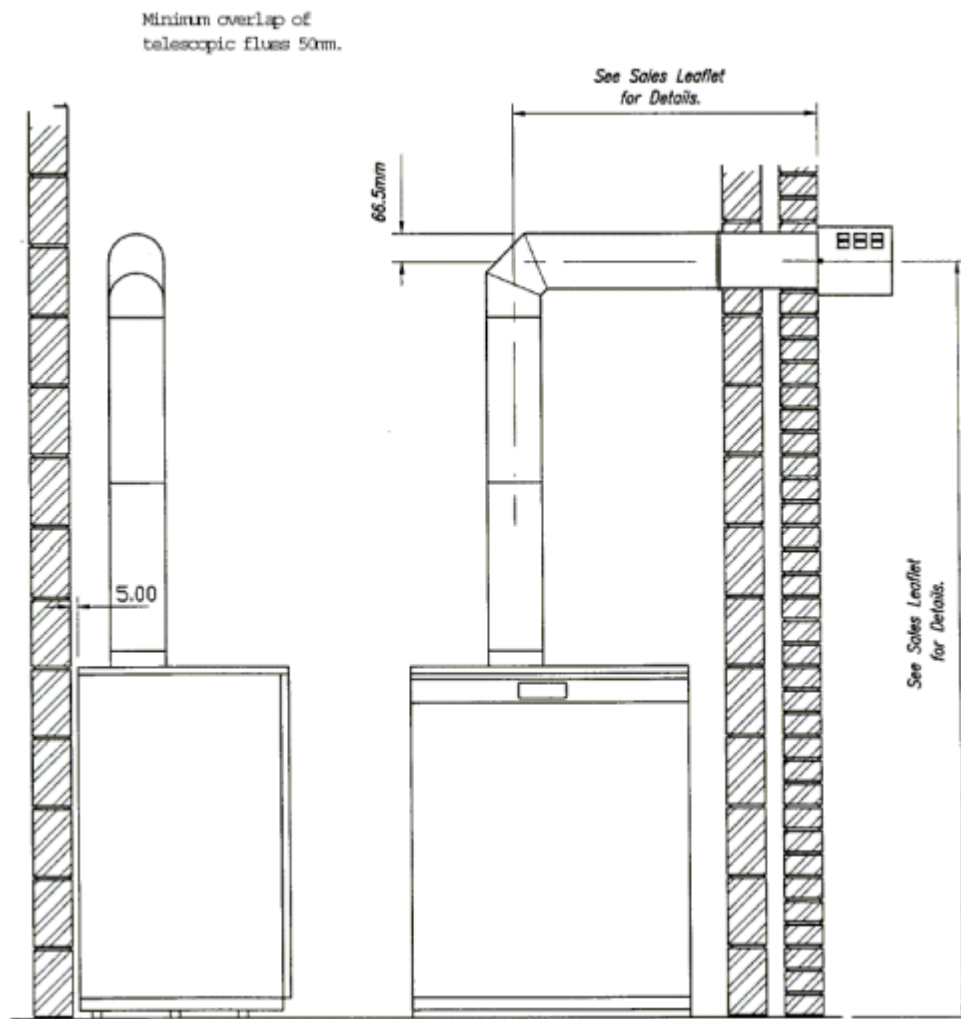 Minimum overlap of
telescopic flues 50mm.
See Sales Leaflet
for Details.
66.5mm
5.00
See Sales Leaflet
for Details.